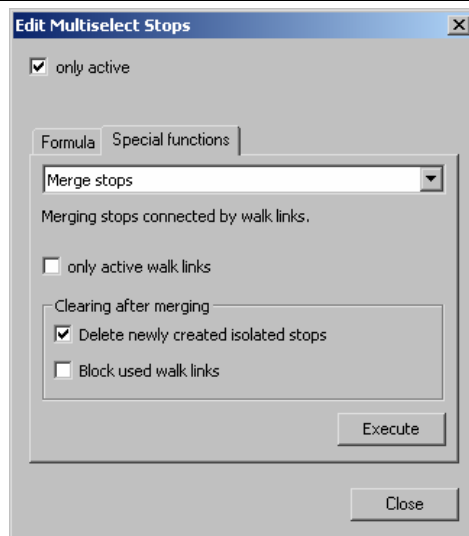 Edit Multiselect Stops
only active
Formula
Special functions
Merge stops
Merging stops connected by walk links.
only active walk links
Clearing after merging
Delete newly created isolated stops
Block used walk links
Execute
Close